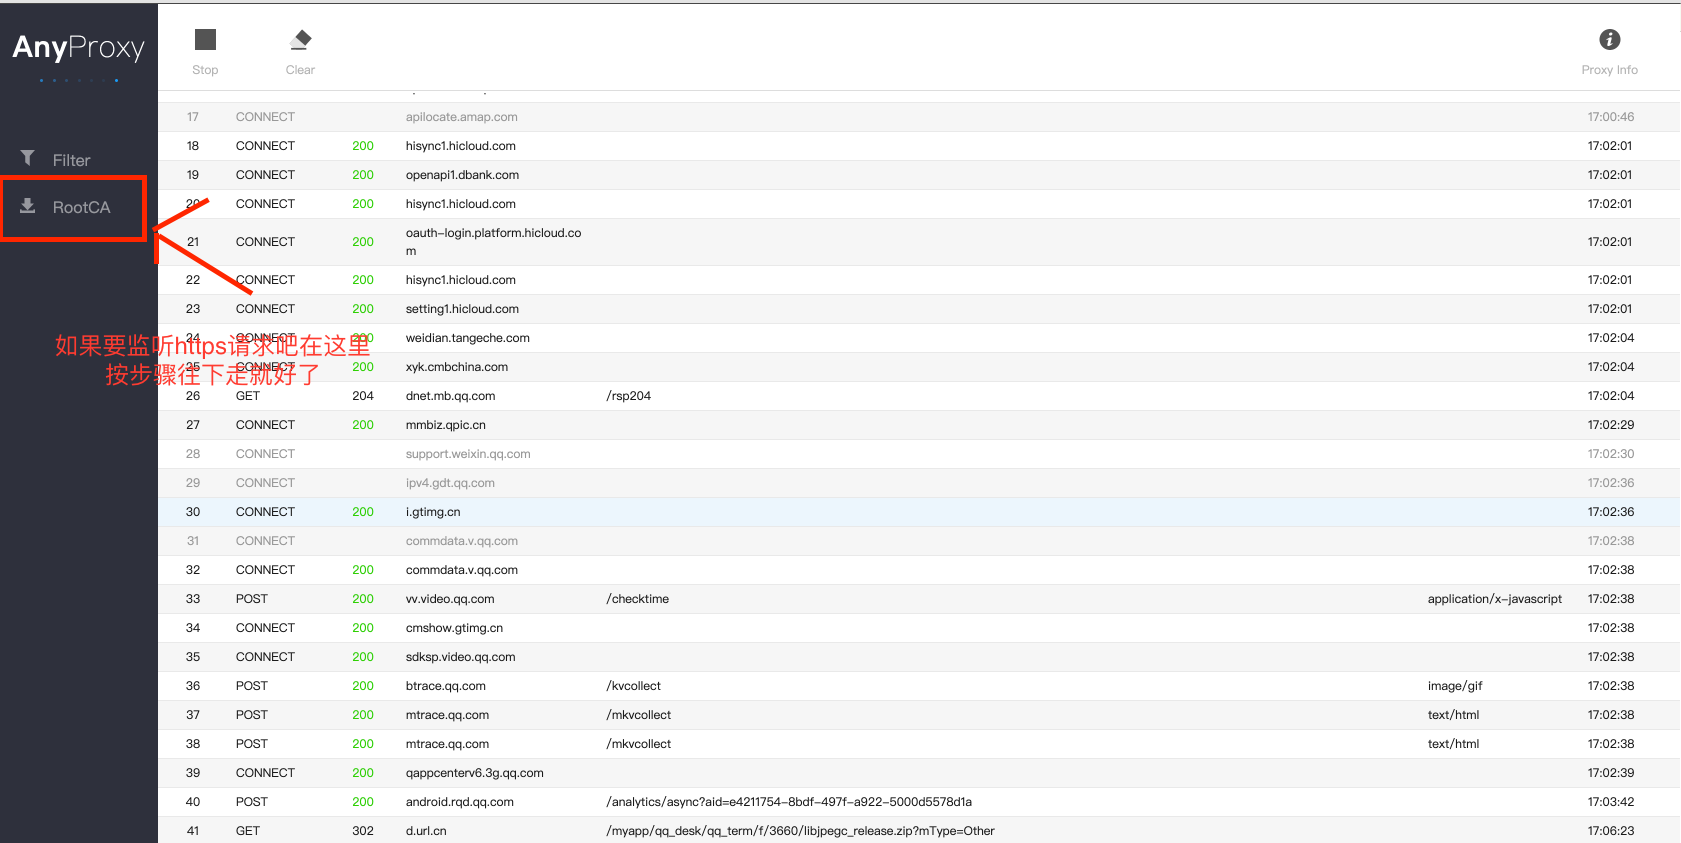 AnyProxy
Stop
Clear
Proxy Info
Filter
RootCA
17 CONNECT apilocate.amap.com 17:00:46
18 CONNECT 200 hisync1.hicloud.com 17:02:01
19 CONNECT 200 openapi1.dbank.com 17:02:01
20 CONNECT 200 hisync1.hicloud.com 17:02:01
21 CONNECT 200 oauth-login.platform.hicloud.co 17:02:01
m
22 CONNECT 200 hisync1.hicloud.com 17:02:01
23 CONNECT 200 setting1.hicloud.com 17:02:01
24 CONNECT 200 weidian.tangeche.com 17:02:04
如果要监听https请求吧在这里
25 CONNECT 200 xyk.cmbchina.com 17:02:04
按步骤往下走就好了
26 GET 204 dnet.mb.qq.com /rsp204 17:02:04
27 CONNECT 200 mmbiz.qpic.cn 17:02:29
28 CONNECT support.weixin.qq.com 17:02:30
29 CONNECT ipv4.gdt.qq.com 17:02:36
30 CONNECT 200 i.gtimg.cn 17:02:36
31 CONNECT commdata.v.qq.com 17:02:38
32 CONNECT 200 commdata.v.qq.com 17:02:38
33 POST 200 vv.video.qq.com /checktime application/x-javascript 17:02:38
34 CONNECT 200 cmshow.gtimg.cn 17:02:38
35 CONNECT 200 sdksp.video.qq.com 17:02:38
36 POST 200 btrace.qq.com /kvcollect image/gif 17:02:38
37 POST 200 mtrace.qq.com /mkvcollect text/html 17:02:38
38 POST 200 mtrace.qq.com /mkvcollect text/html 17:02:38
39 CONNECT 200 qappcenterv6.3g.qq.com 17:02:39
40 POST 200 android.rqd.qq.com /analytics/async?aid=e4211754-8bdf-497f-a922-5000d5578d1a 17:03:42
41 GET 302 d.url.cn /myapp/qq_desk/qq_term/f/3660/libjpegc_release.zip?mType=Other 17:06:23